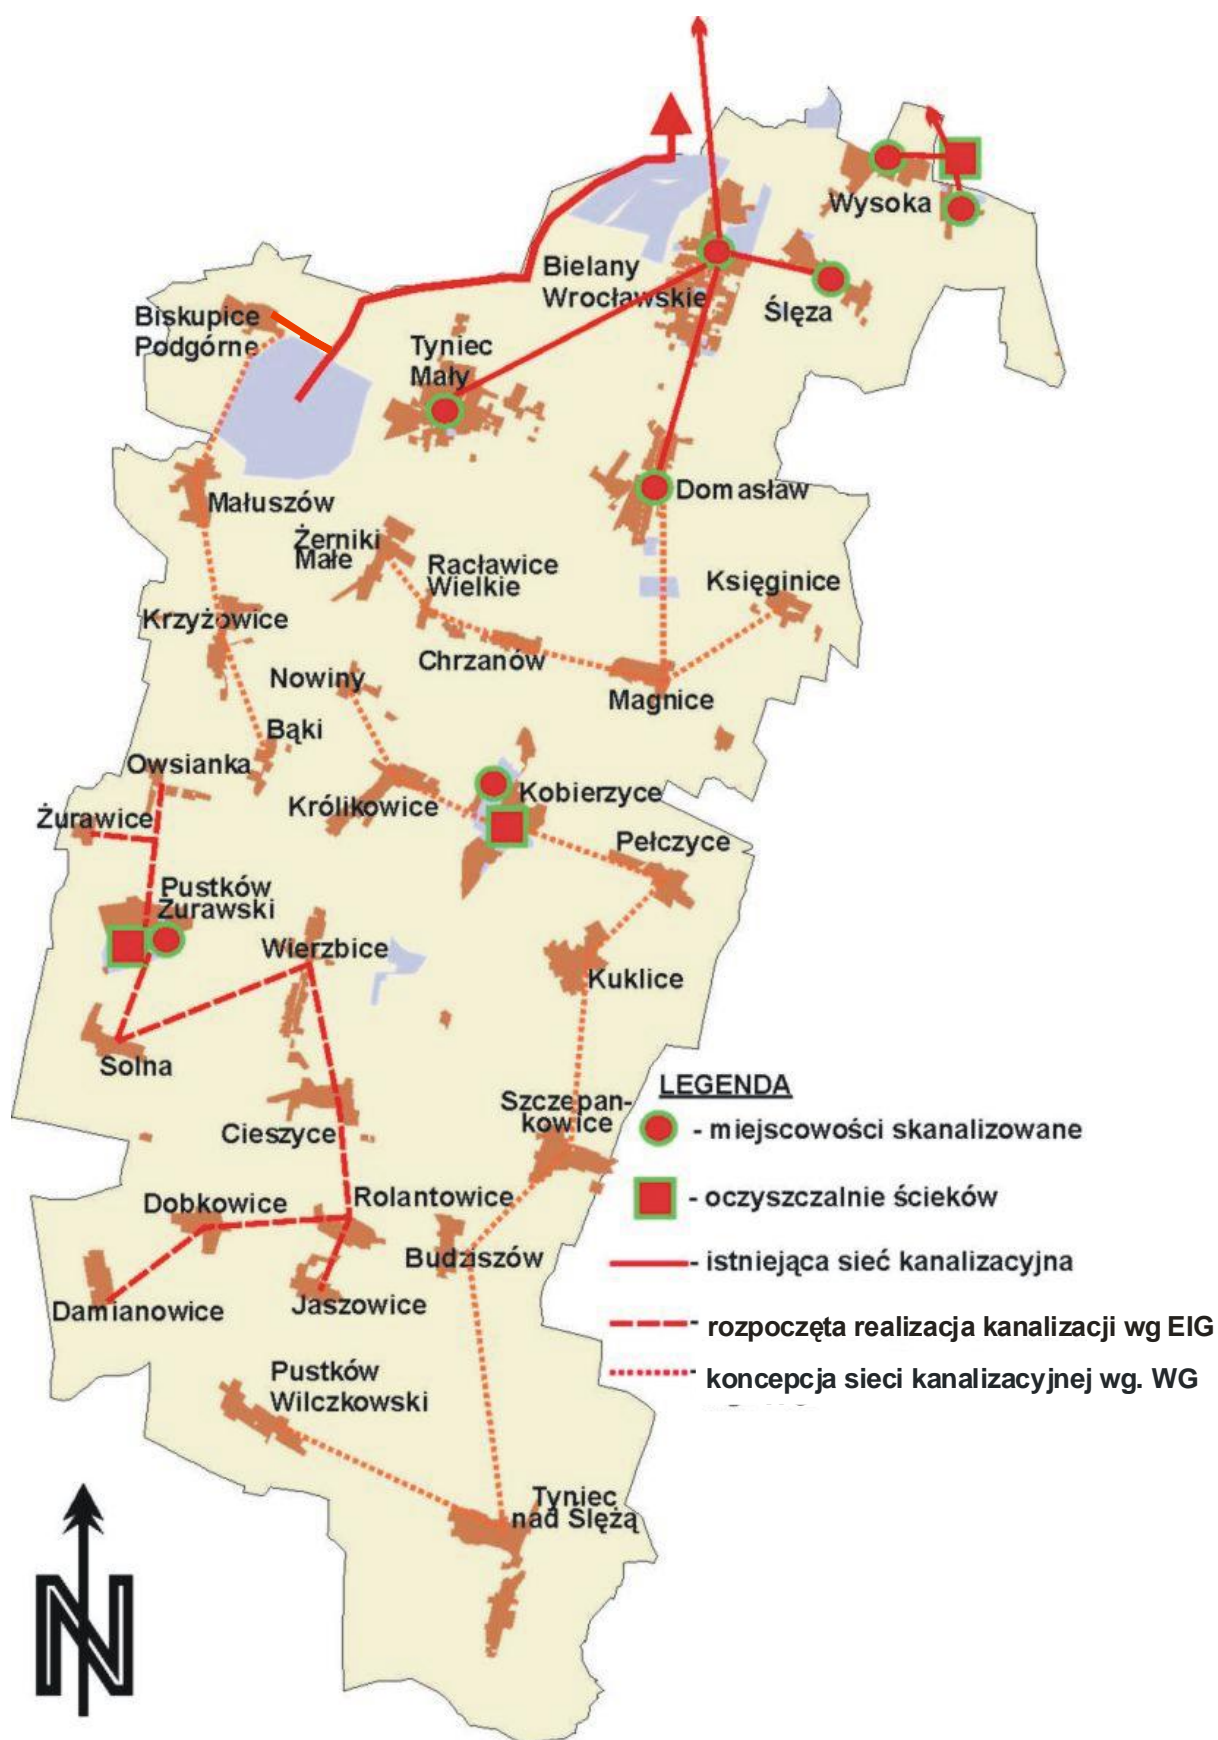 Wysoka
Bielany
Wrocławskie
Ślęza
Biskupice
Podgórne
Tyniec
Mały
Domasław
Małuszów
Żerniki
Małe
Racławice
Wielkie
Księginice
Krzyżowice
Chrzanów
Nowiny
Magnice
Bąki
Owsianka
Królikowice
Kobierzyce
Żurawice
Pełczyce
Pustków
Żurawski
Wierzbice
Kuklice
Solna
Szczepan-
kowice
Cieszyce
Dobkowice
Rolantowice
Budziszów
Damianowice
Jaszowice
Pustków
Wilczkowski
Tyniec
nad Ślężą
LEGENDA
- miejscowości skanalizowane
- oczyszczalnie ścieków
- istniejąca sieć kanalizacyjna
- rozpoczęta realizacja kanalizacji wg EIG
- koncepcja sieci kanalizacyjnej wg. WG
N